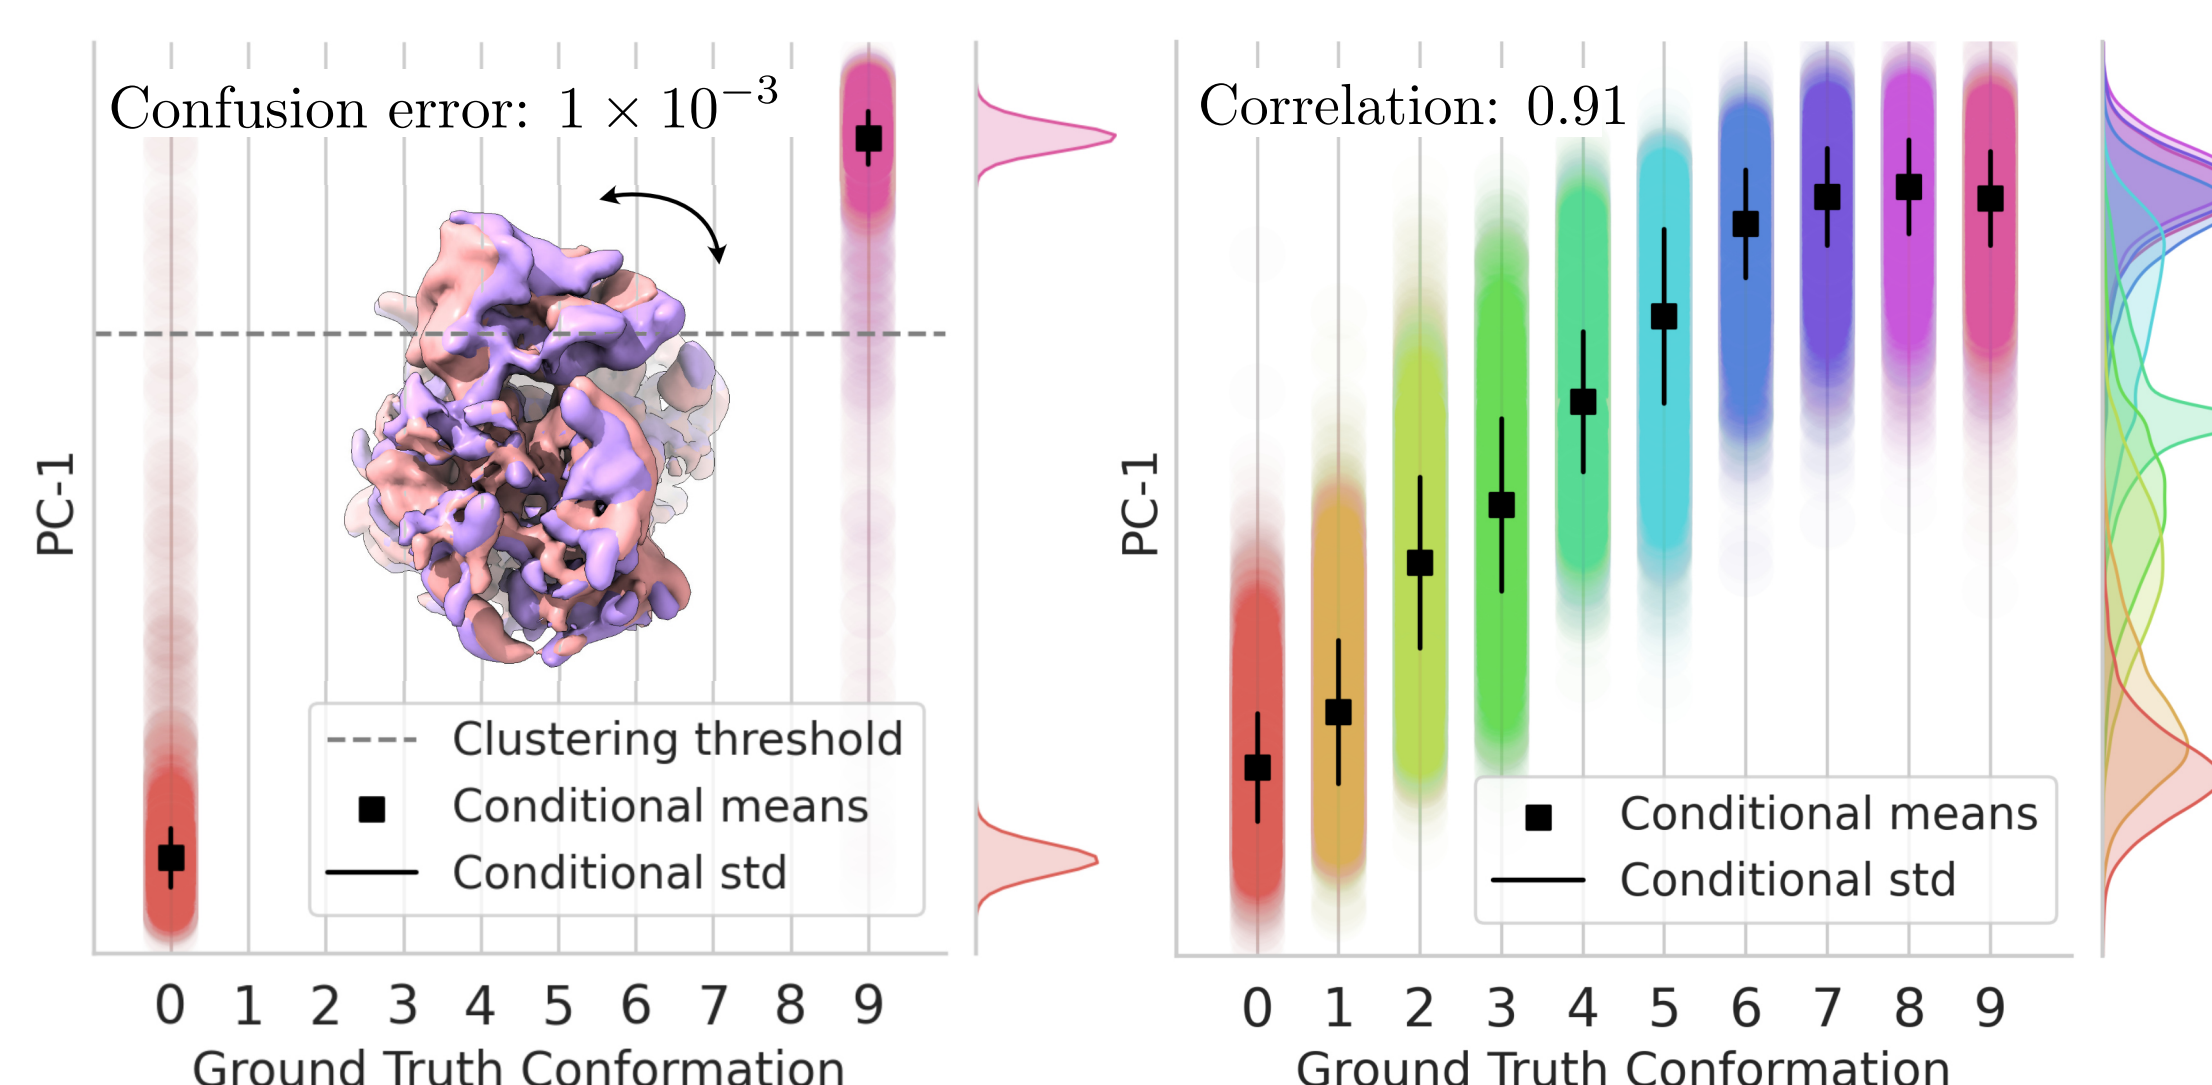 Confusion error: 1 × 10⁻³
PC-1
Clustering threshold
Conditional means
Conditional std
0 1 2 3 4 5 6 7 8 9
Ground Truth Conformation
Correlation: 0.91
PC-1
Conditional means
Conditional std
0 1 2 3 4 5 6 7 8 9
Ground Truth Conformation